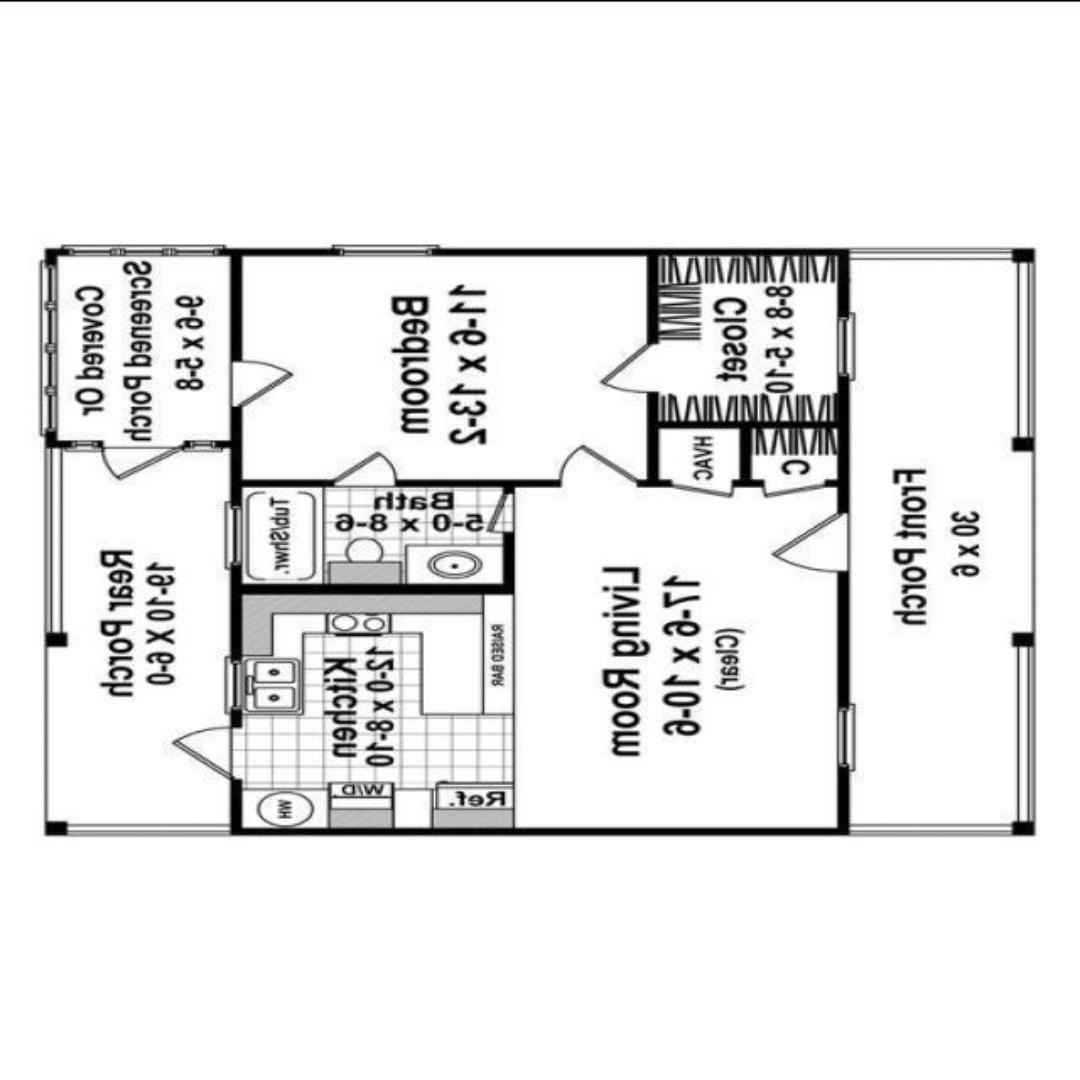 Covered Or
Screened Porch
9-6 x 5-8
Bedroom
11-6 x 13-2
Closet
8-8 x 5-10
HVAC
C
Front Porch
30 x 6
Rear Porch
19-10 X 6-0
Tub/Shwr.
Bath
5-0 x 8-6
Living Room
17-6 x 10-6
(Clear)
RAISED BAR
Kitchen
12-0 x 8-10
WH
W/D
Ref.